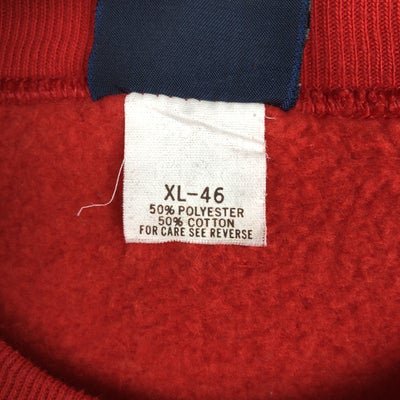 XL-46
50% POLYESTER
50% COTTON
FOR CARE SEE REVERSE